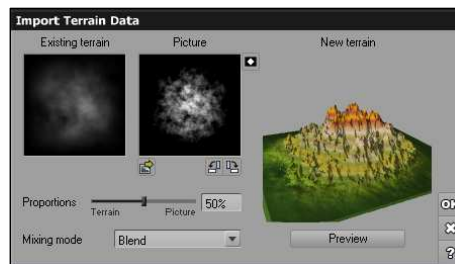 Import Terrain Data
Existing terrain
Picture
New terrain
Proportions
Terrain
Picture
50%
Mixing mode
Blend
Preview
OK
?